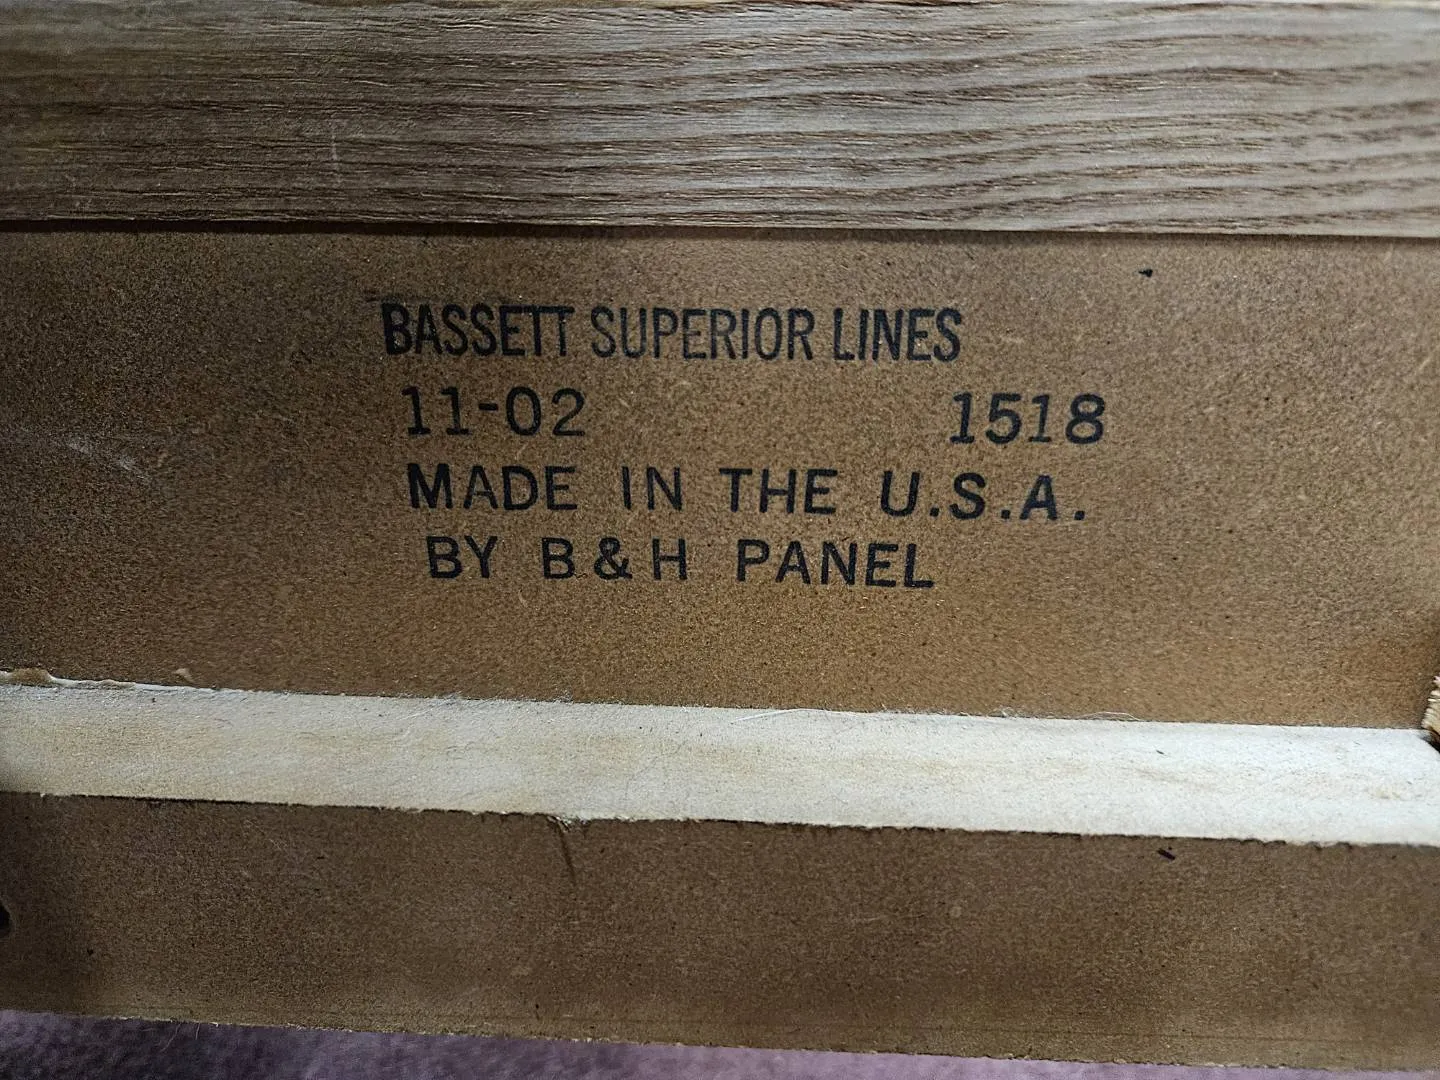 BASSETT SUPERIOR LINES
11-02 1518
MADE IN THE U.S.A.
BY B&H PANEL